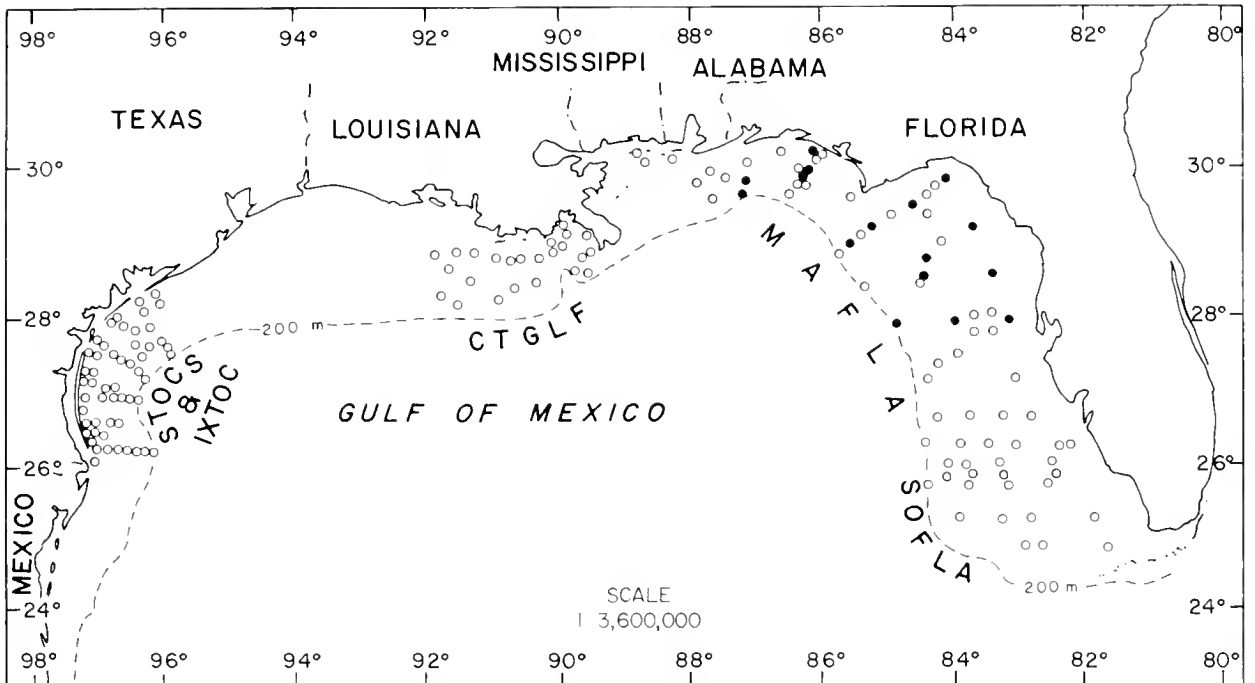 98° 96° 94° 92° 90° 88° 86° 84° 82° 80°
MISSISSIPPI
ALABAMA
TEXAS
LOUISIANA
FLORIDA
30° 30°
MAFLA
28° 28°
200 m
CTGLF
STOCS
&
IXTOC
GULF OF MEXICO
26° 26°
SOFLA
MEXICO
200 m
SCALE
1 3,600,000
24° 24°
98° 96° 94° 92° 90° 88° 86° 84° 82° 80°